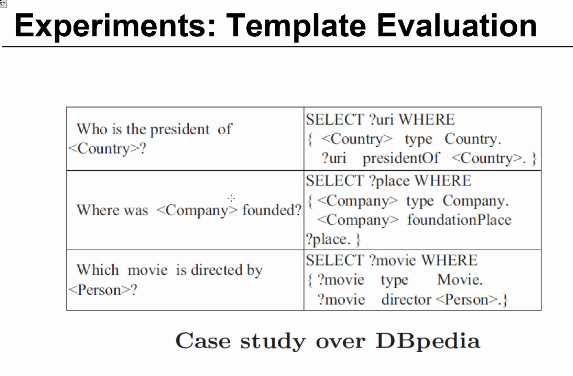 Experiments: Template Evaluation
Who is the president of
<Country>?
SELECT ?uri WHERE
{ <Country> type Country.
?uri presidentOf <Country>. }
Where was <Company> founded?
SELECT ?place WHERE
{ <Company> type Company.
<Company> foundationPlace
?place. }
Which movie is directed by
<Person>?
SELECT ?movie WHERE
{ ?movie type Movie.
?movie director <Person>.}
Case study over DBpedia